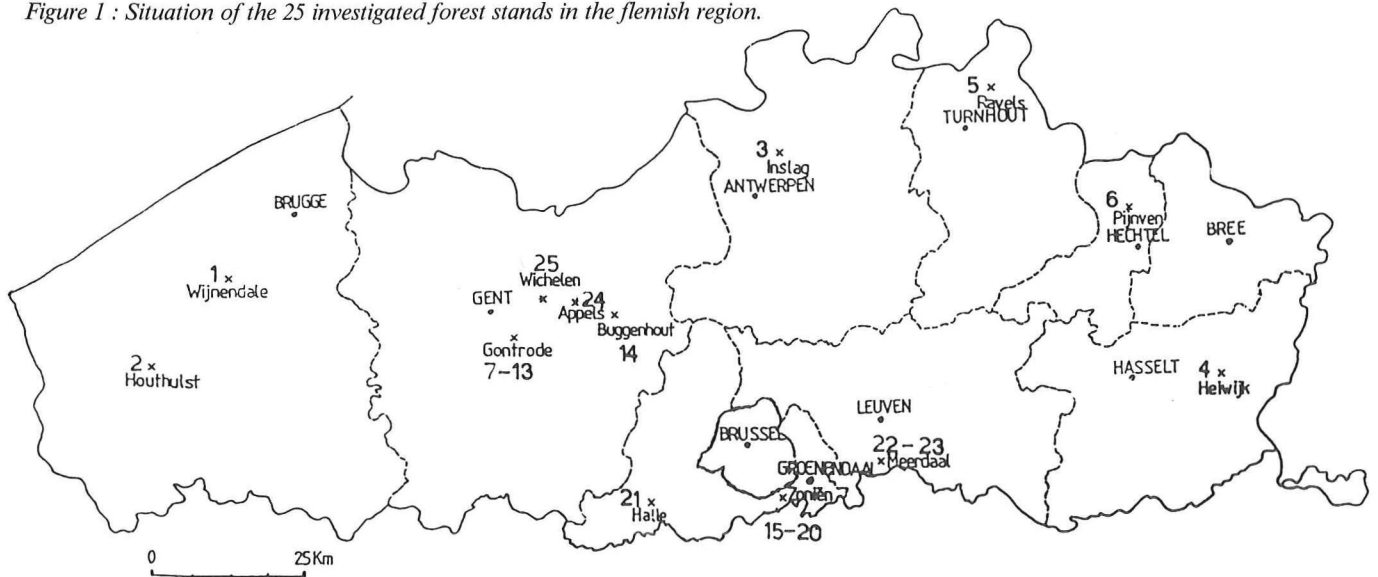 Figure 1 : Situation of the 25 investigated forest stands in the flemish region.
5
Ravels
TURNHOUT
3
Inslag
ANTWERPEN
BRUGGE
6
Pijnven
HECHTEL
BREE
1
Wijnendale
25
Wichelen
GENT
24
Appels
Buggenhout
14
Gontrode
7-13
2
Houthulst
HASSELT
4
Helwijk
LEUVEN
BRUSSEL
22-23
Meerdaal
GROENENDAAL
Zoniën
15-20
21
Halle
0
25Km